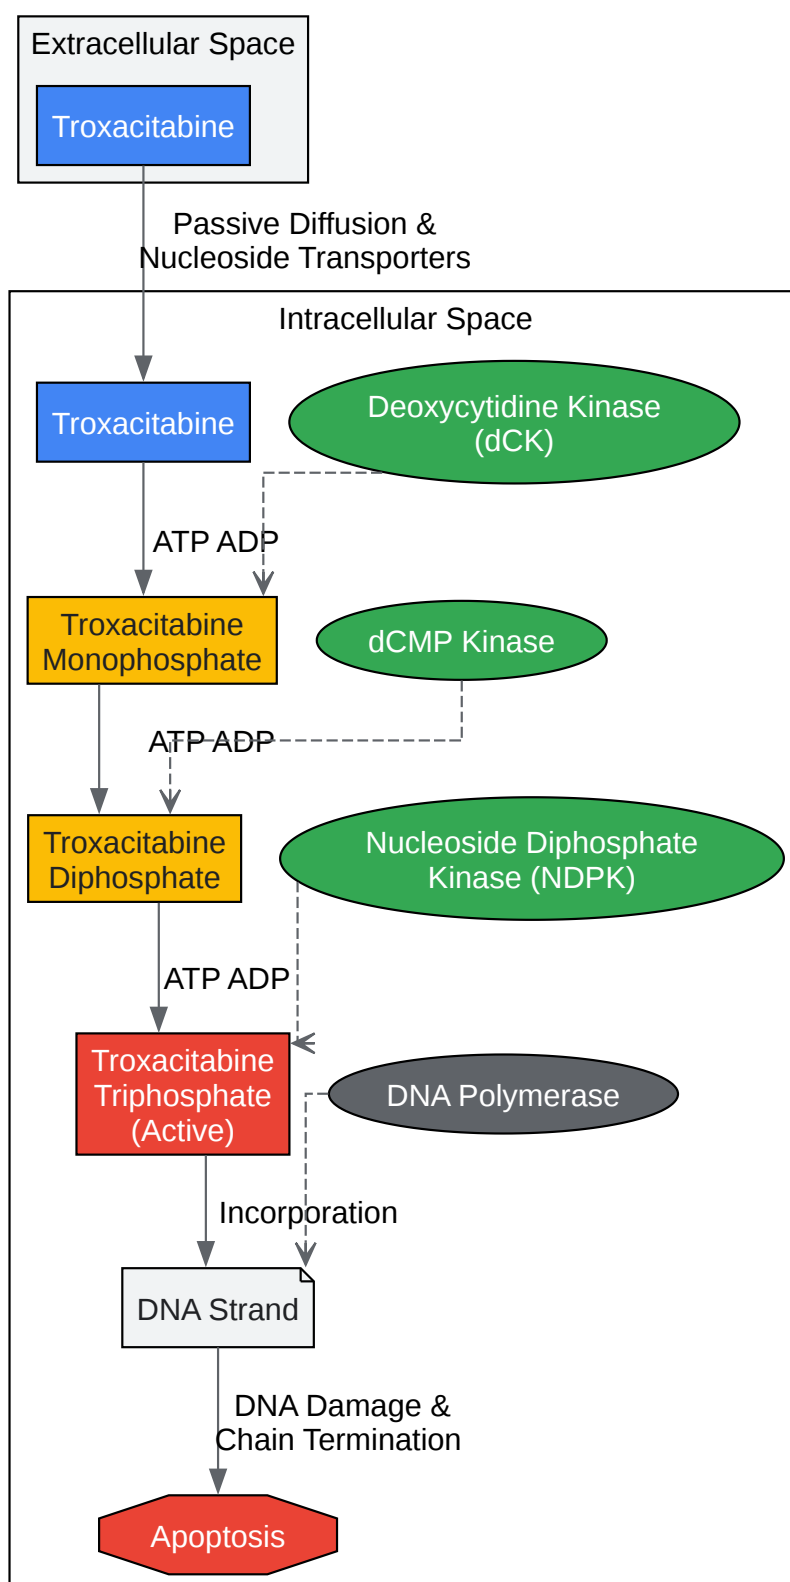 Extracellular Space
Troxacitabine
Passive Diffusion &
Nucleoside Transporters
Intracellular Space
Troxacitabine
Deoxycytidine Kinase
(dCK)
ATP ADP
Troxacitabine
Monophosphate
dCMP Kinase
ATP ADP
Troxacitabine
Diphosphate
Nucleoside Diphosphate
Kinase (NDPK)
ATP ADP
Troxacitabine
Triphosphate
(Active)
DNA Polymerase
Incorporation
DNA Strand
DNA Damage &
Chain Termination
Apoptosis